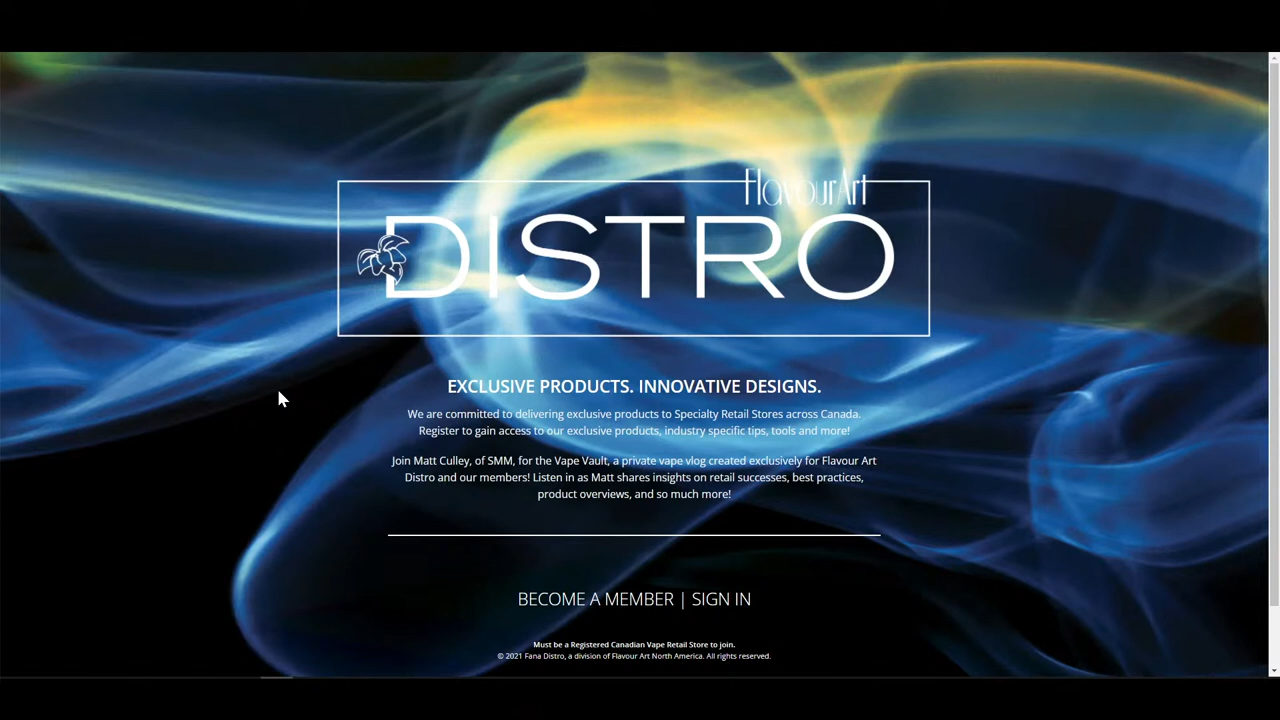 FlavourArt
DISTRO
EXCLUSIVE PRODUCTS. INNOVATIVE DESIGNS.
We are committed to delivering exclusive products to Specialty Retail Stores across Canada.
Register to gain access to our exclusive products, industry specific tips, tools and more!
Join Matt Culley, of SMM, for the Vape Vault, a private vape vlog created exclusively for Flavour Art
Distro and our members! Listen in as Matt shares insights on retail successes, best practices,
product overviews, and so much more!
BECOME A MEMBER | SIGN IN
Must be a Registered Canadian Vape Retail Store to join.
© 2021 Fana Distro, a division of Flavour Art North America. All rights reserved.